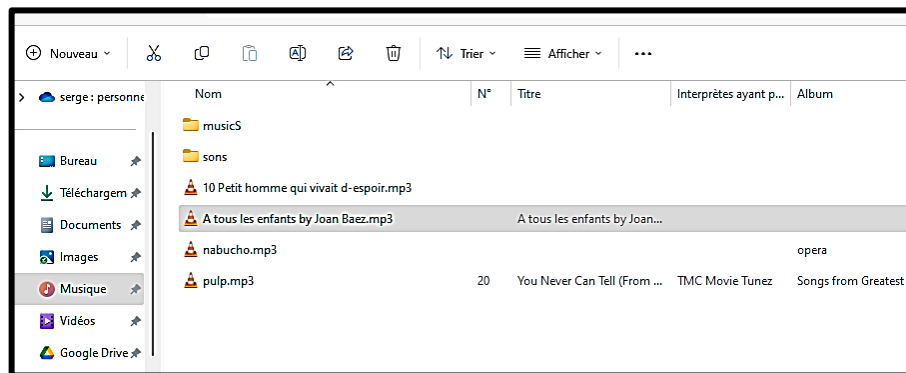 Nouveau Trier Afficher
serge : personne Nom N° Titre Interprètes ayant p... Album
musicS
sons
Bureau
10 Petit homme qui vivait d-espoir.mp3
Téléchargem
A tous les enfants by Joan Baez.mp3 A tous les enfants by Joan...
Documents
nabucho.mp3 opera
Images
pulp.mp3 20 You Never Can Tell (From ... TMC Movie Tunez Songs from Greatest
Musique
Vidéos
Google Drive